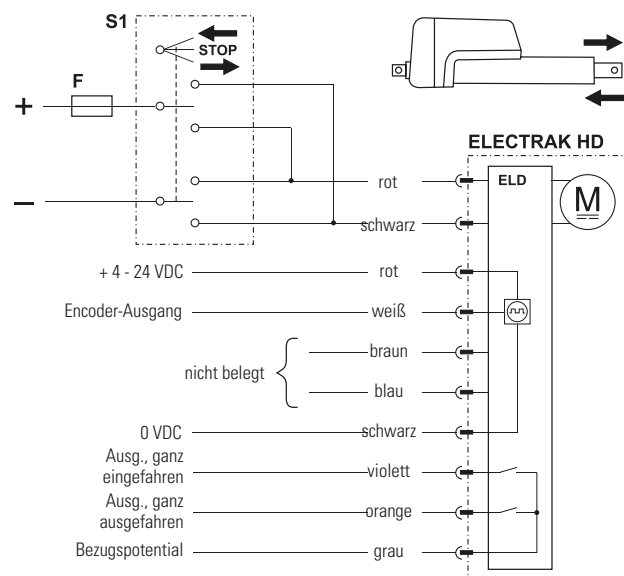 S1
STOP
F
+
−
ELECTRAK HD
ELD
M
rot
schwarz
+ 4 - 24 VDC
rot
Encoder-Ausgang
weiß
braun
nicht belegt
blau
0 VDC
schwarz
Ausg., ganz
eingefahren
violett
Ausg., ganz
ausgefahren
orange
Bezugspotential
grau